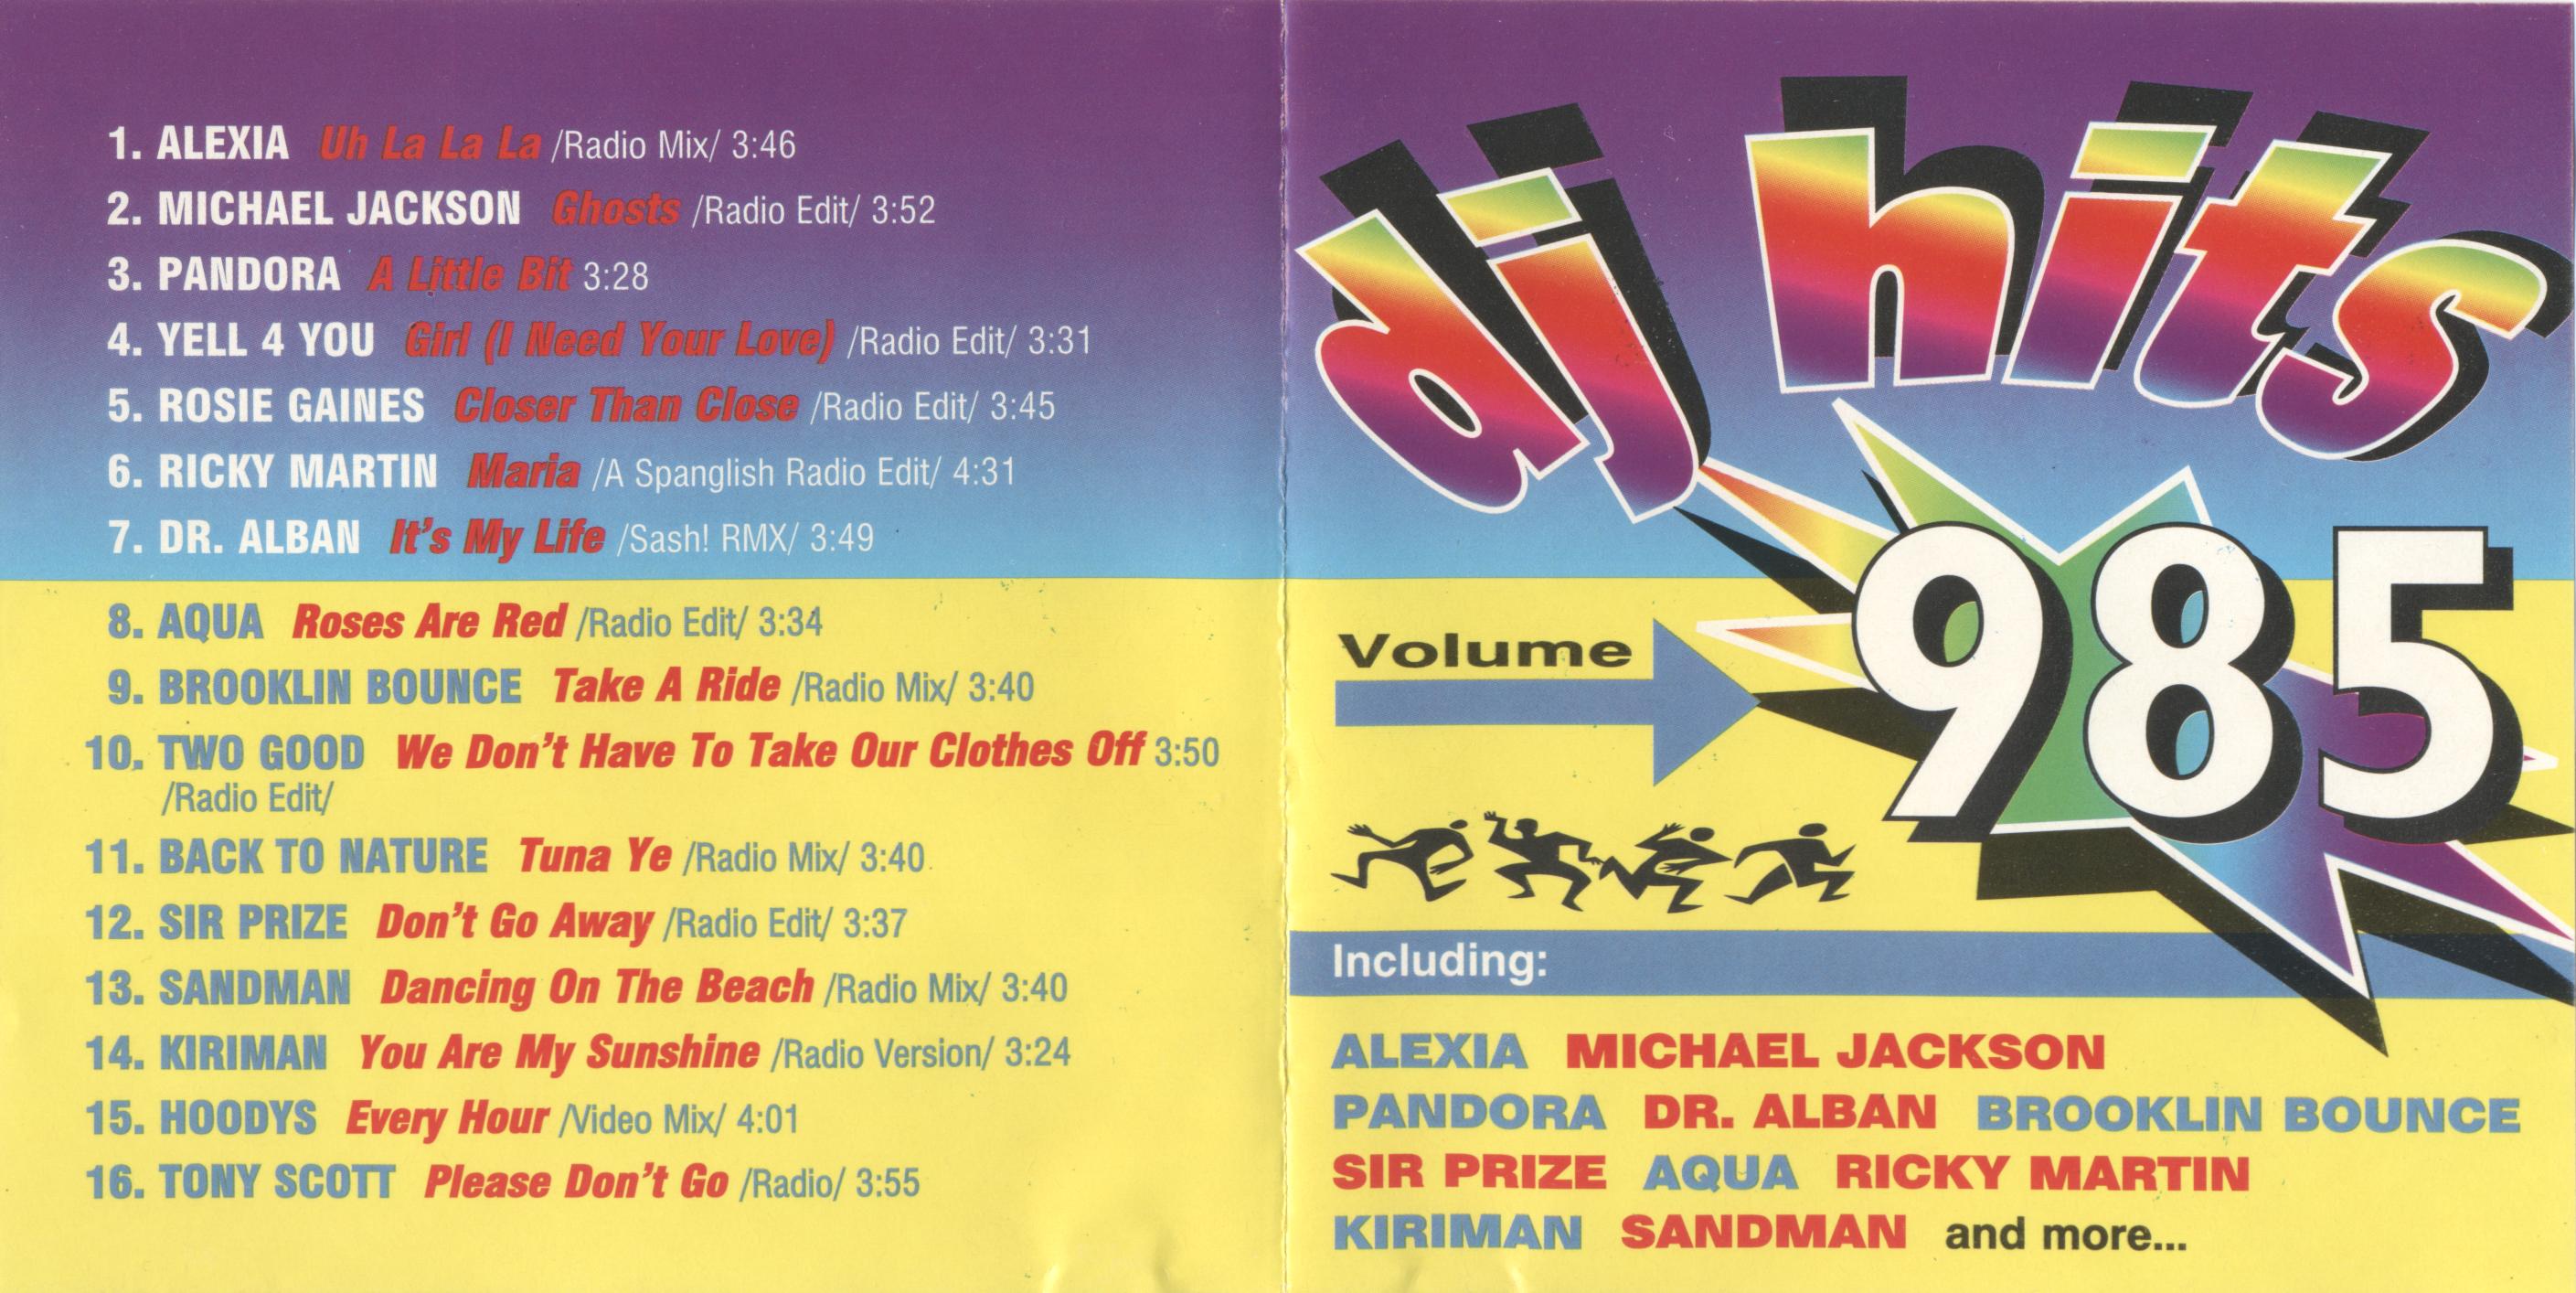 1. ALEXIA Uh La La La /Radio Mix/ 3:46
2. MICHAEL JACKSON Ghosts /Radio Edit/ 3:52
3. PANDORA A Little Bit 3:28
4. YELL 4 YOU Girl (I Need Your Love) /Radio Edit/ 3:31
5. ROSIE GAINES Closer Than Close /Radio Edit/ 3:45
6. RICKY MARTIN Maria /A Spanglish Radio Edit/ 4:31
7. DR. ALBAN It's My Life /Sash! RMX/ 3:49
8. AQUA Roses Are Red /Radio Edit/ 3:34
9. BROOKLIN BOUNCE Take A Ride /Radio Mix/ 3:40
10. TWO GOOD We Don't Have To Take Our Clothes Off 3:50
/Radio Edit/
11. BACK TO NATURE Tuna Ye /Radio Mix/ 3:40
12. SIR PRIZE Don't Go Away /Radio Edit/ 3:37
13. SANDMAN Dancing On The Beach /Radio Mix/ 3:40
14. KIRIMAN You Are My Sunshine /Radio Version/ 3:24
15. HOODYS Every Hour /Video Mix/ 4:01
16. TONY SCOTT Please Don't Go /Radio/ 3:55
dj hits
Volume 985
Including:
ALEXIA MICHAEL JACKSON
PANDORA DR. ALBAN BROOKLIN BOUNCE
SIR PRIZE AQUA RICKY MARTIN
KIRIMAN SANDMAN and more...